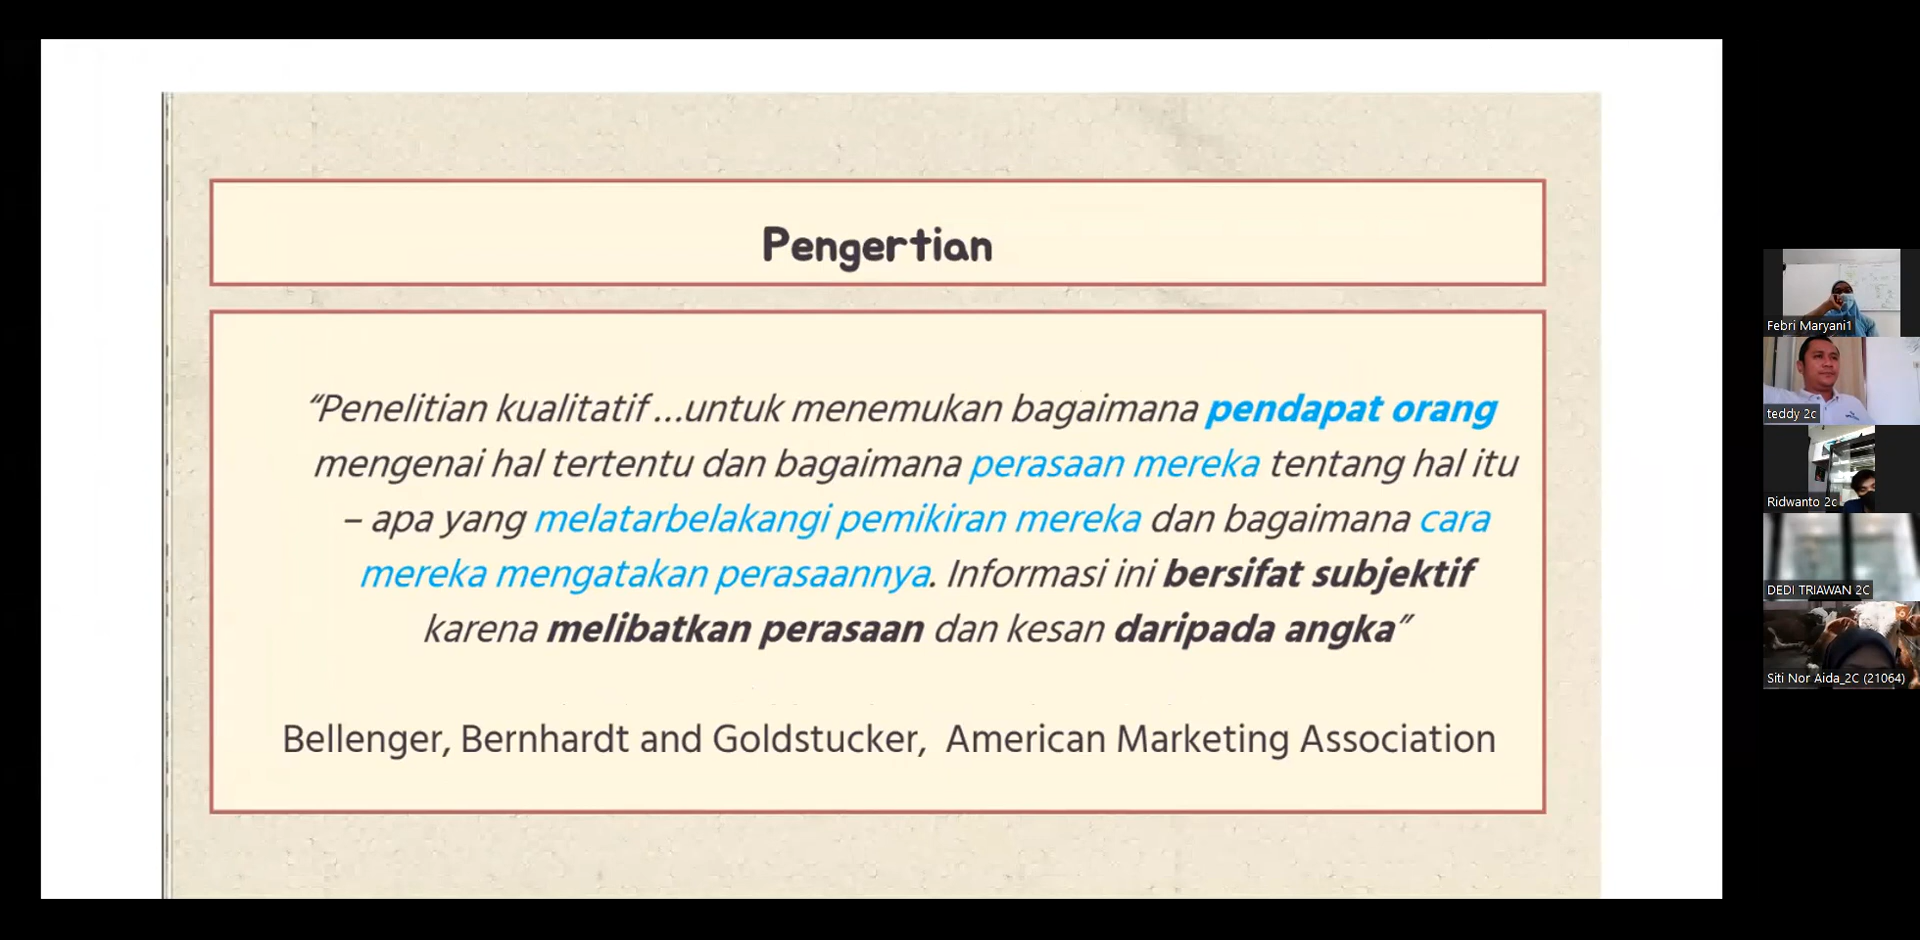 Pengertian
“Penelitian kualitatif ...untuk menemukan bagaimana pendapat orang
mengenai hal tertentu dan bagaimana perasaan mereka tentang hal itu
– apa yang melatarbelakangi pemikiran mereka dan bagaimana cara
mereka mengatakan perasaannya. Informasi ini bersifat subjektif
karena melibatkan perasaan dan kesan daripada angka”
Bellenger, Bernhardt and Goldstucker, American Marketing Association
Febri Maryani1
teddy 2c
Ridwanto 2c
DEDI TRIAWAN 2C
Siti Nor Aida_2C (21064)